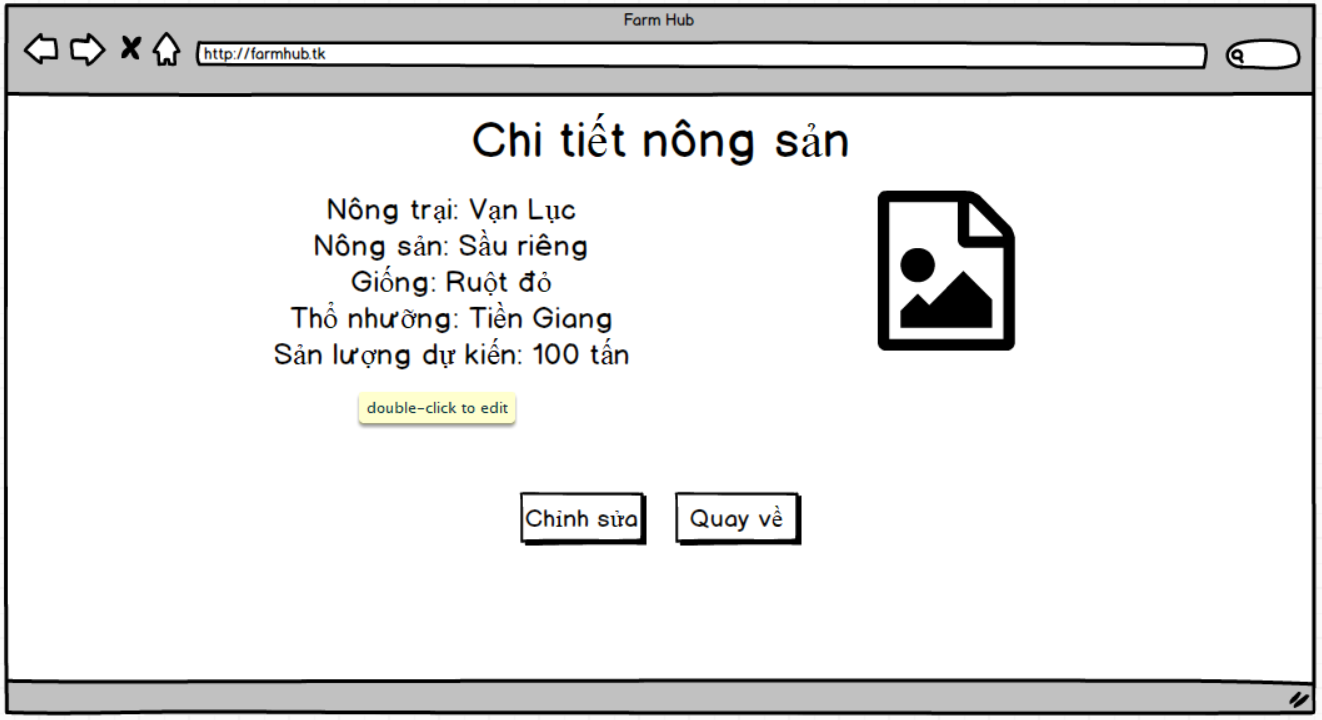 Farm Hub
http://farmhub.tk
Chi tiết nông sản
Nông trại: Vạn Lục
Nông sản: Sầu riêng
Giống: Ruột đỏ
Thổ nhưỡng: Tiền Giang
Sản lượng dự kiến: 100 tấn
double-click to edit
Chỉnh sửa
Quay về